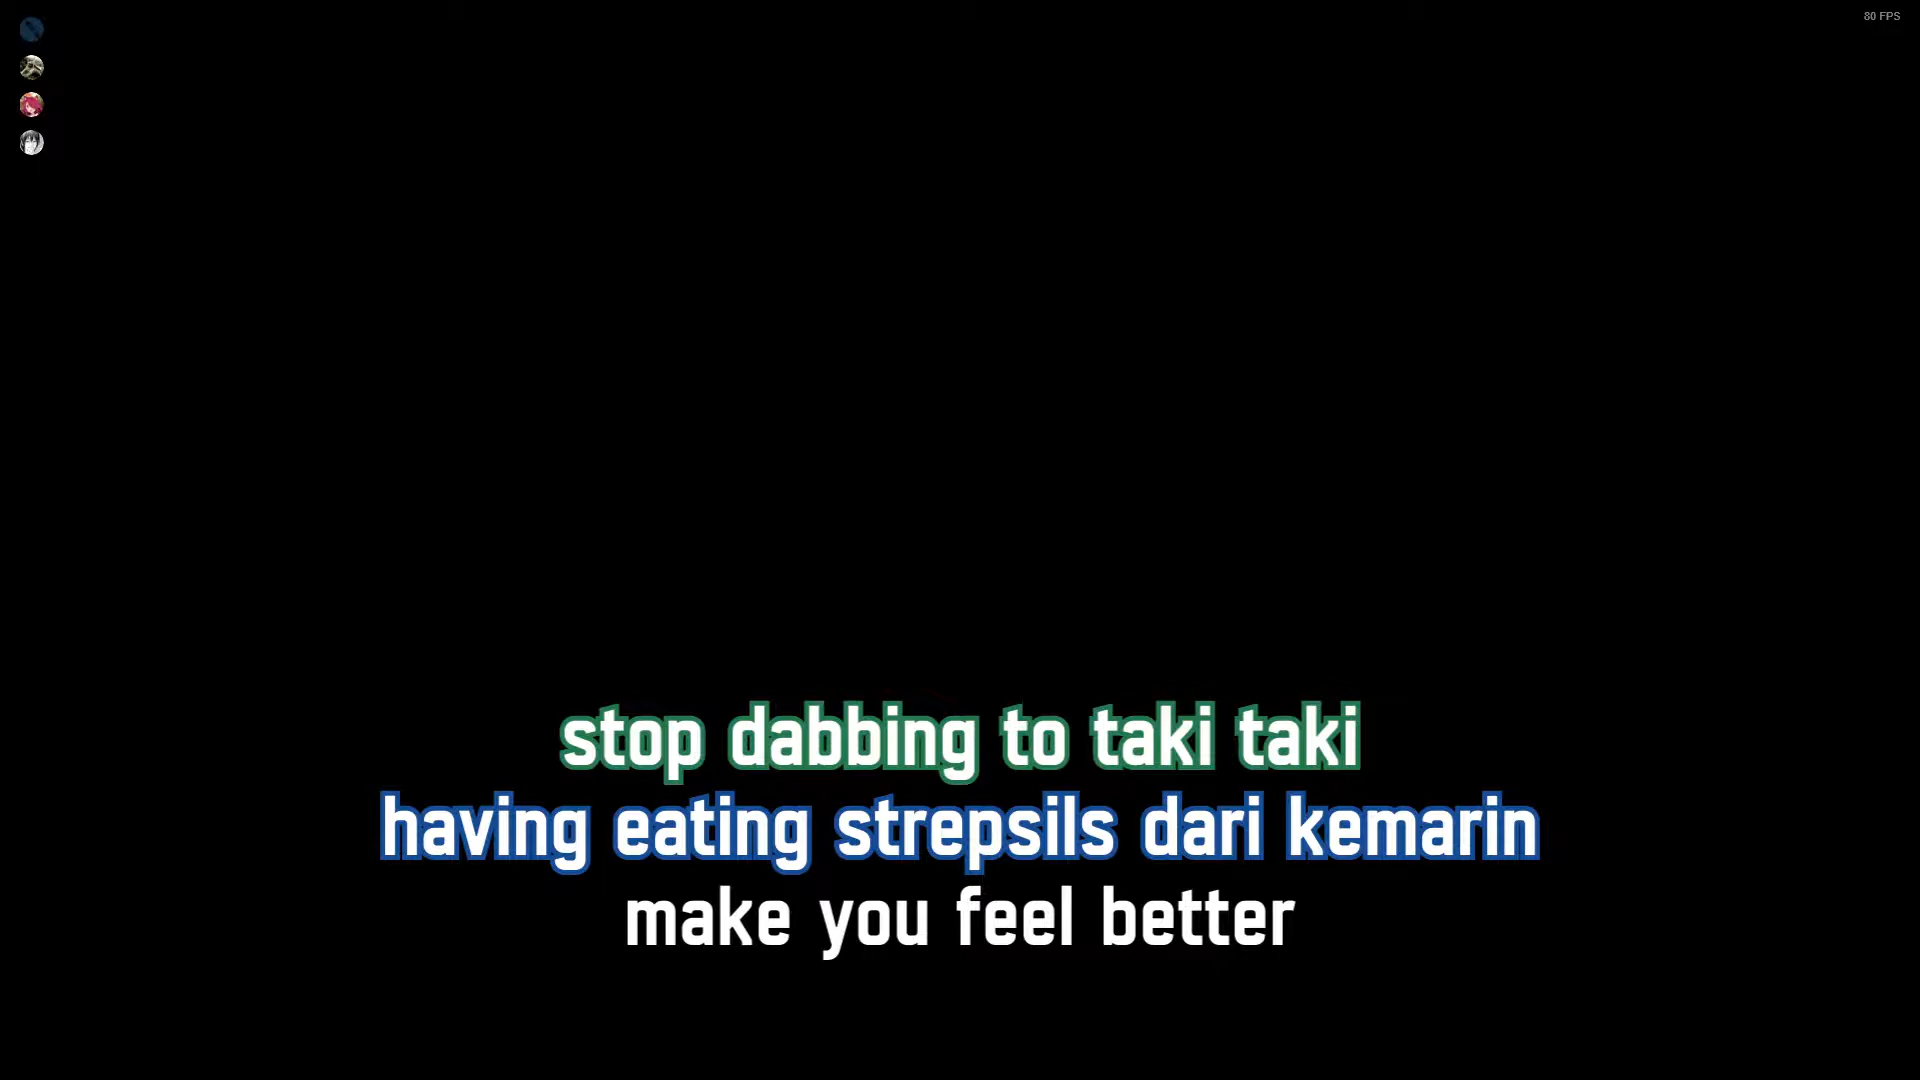 80 FPS
stop dabbing to taki taki
having eating strepsils dari kemarin
make you feel better